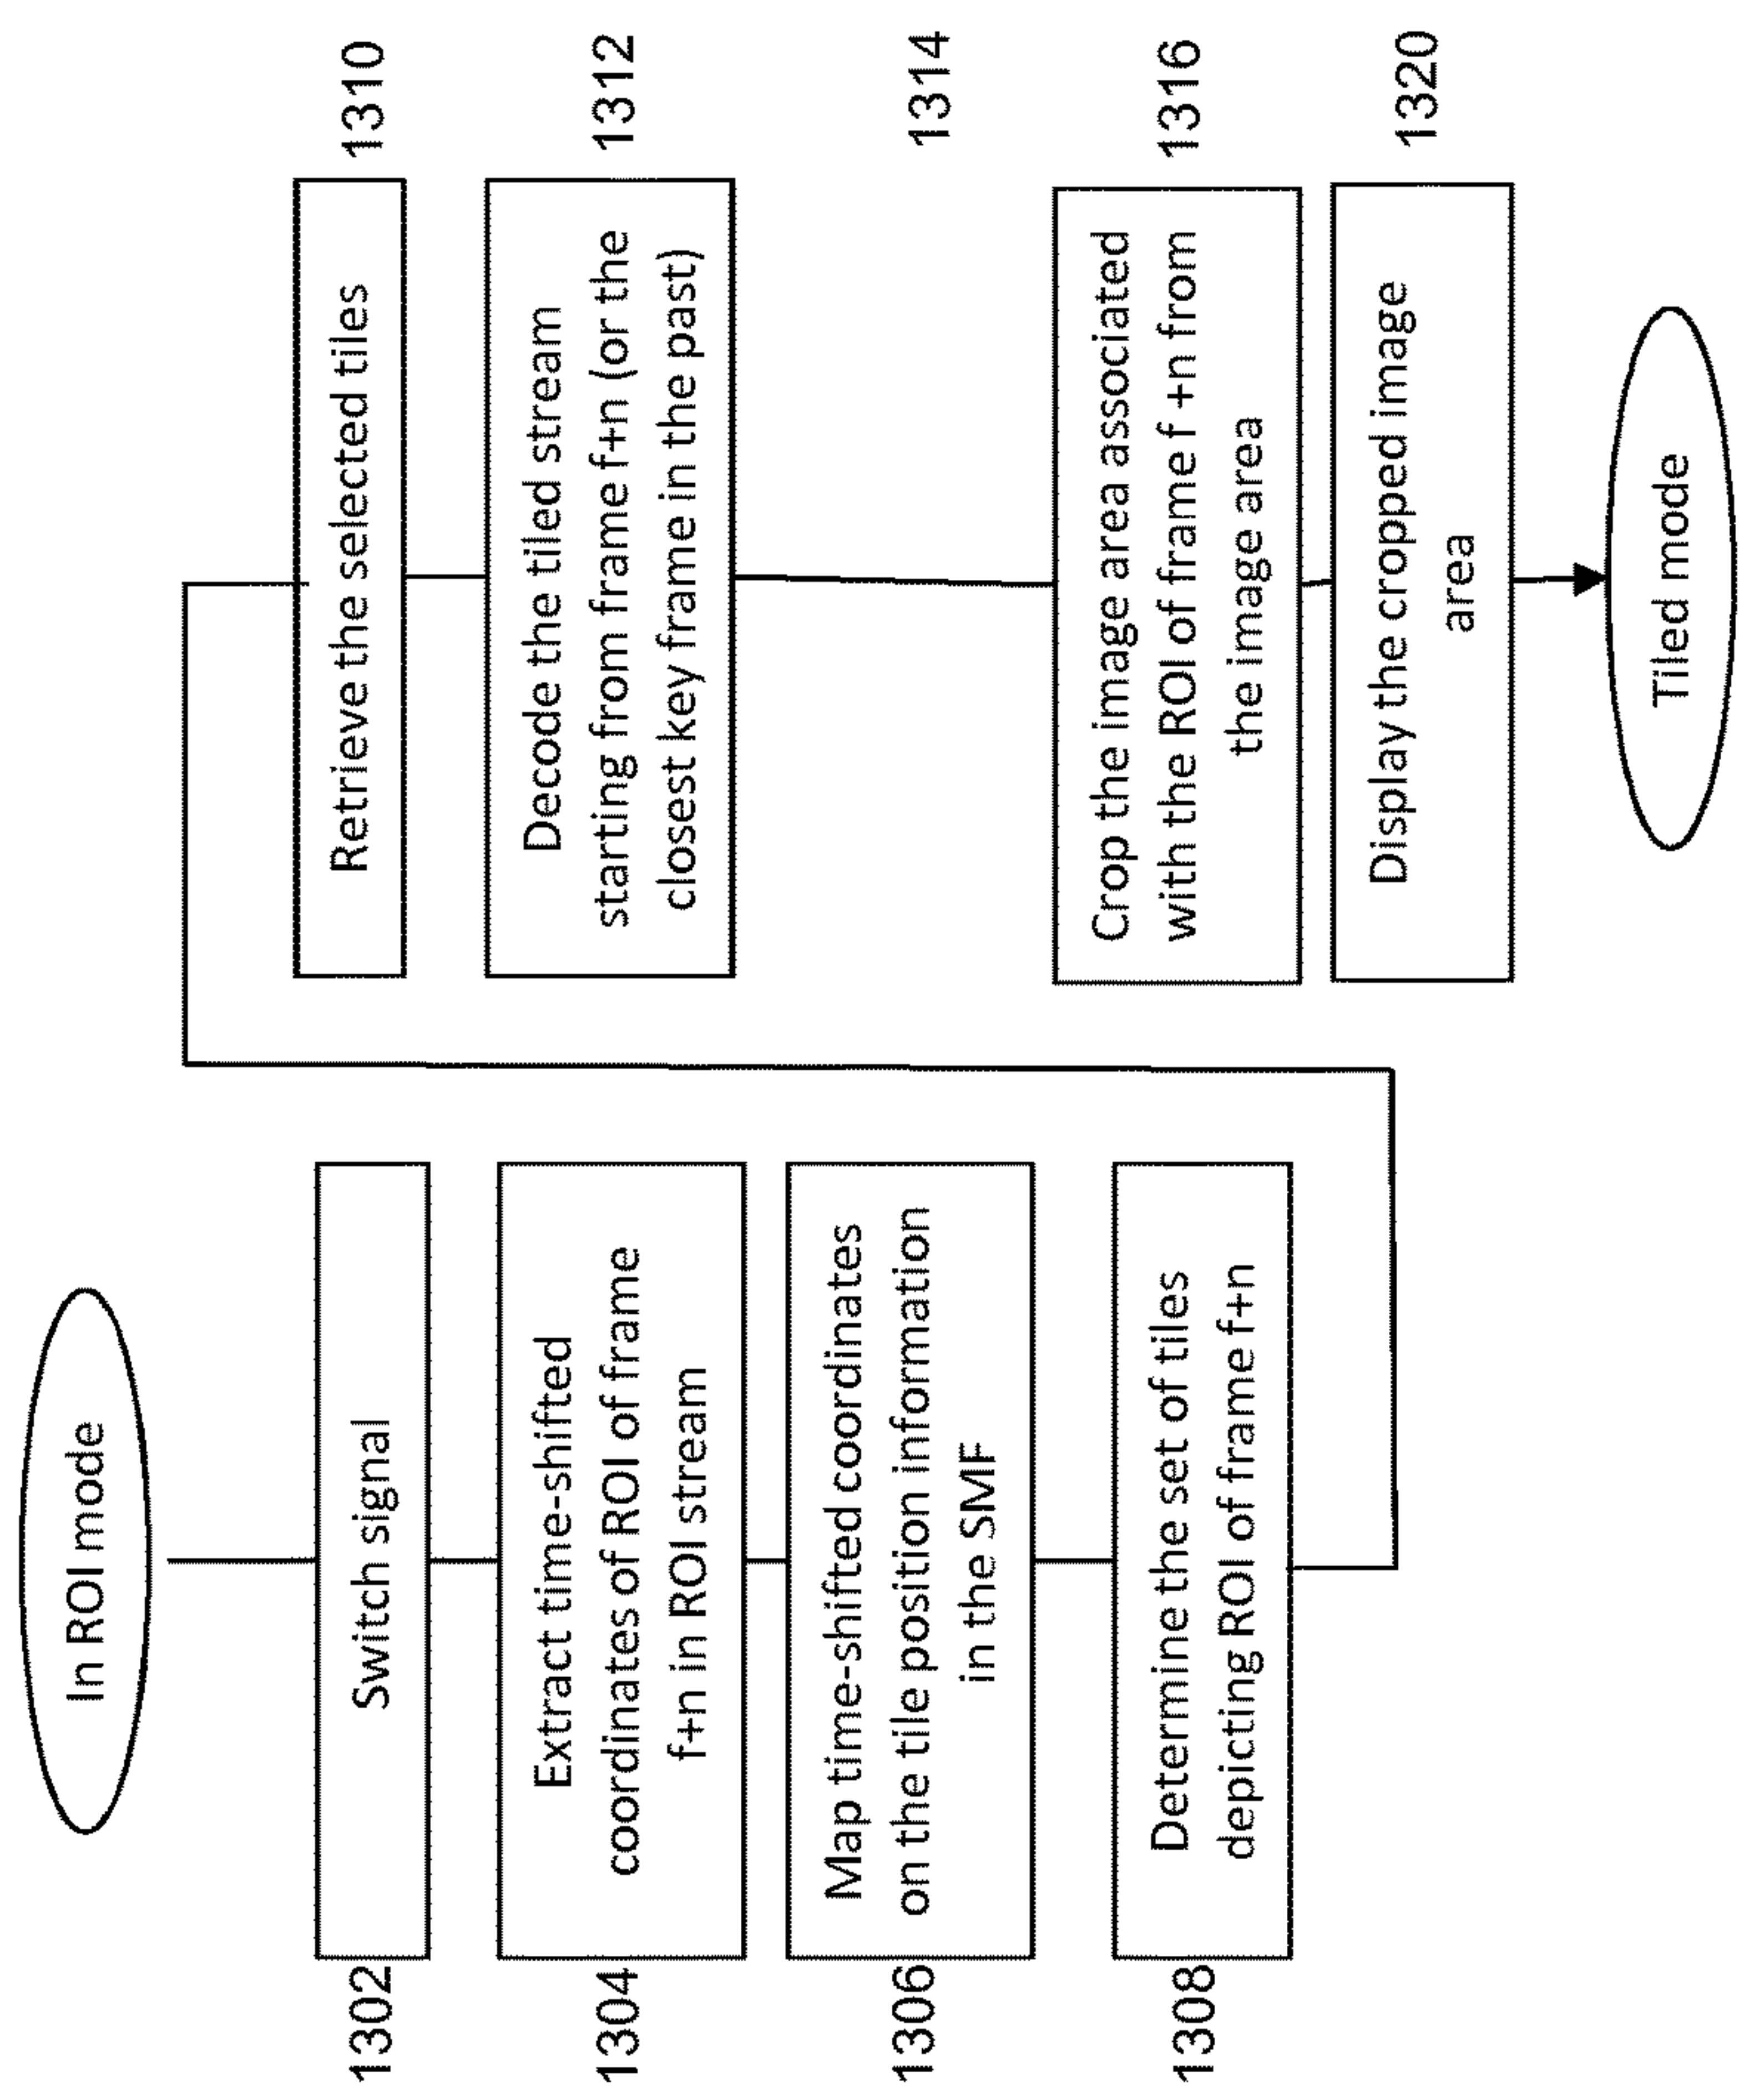 In ROI mode
1302
Switch signal
1304
Extract time-shifted
coordinates of ROI of frame
f+n in ROI stream
1306
Map time-shifted coordinates
on the tile position information
in the SMF
1308
Determine the set of tiles
depicting ROI of frame f+n
Retrieve the selected tiles
1310
Decode the tiled stream
starting from frame f+n (or the
closest key frame in the past)
1312
1314
Crop the image area associated
with the ROI of frame f +n from
the image area
1316
Display the cropped image
area
1320
Tiled mode